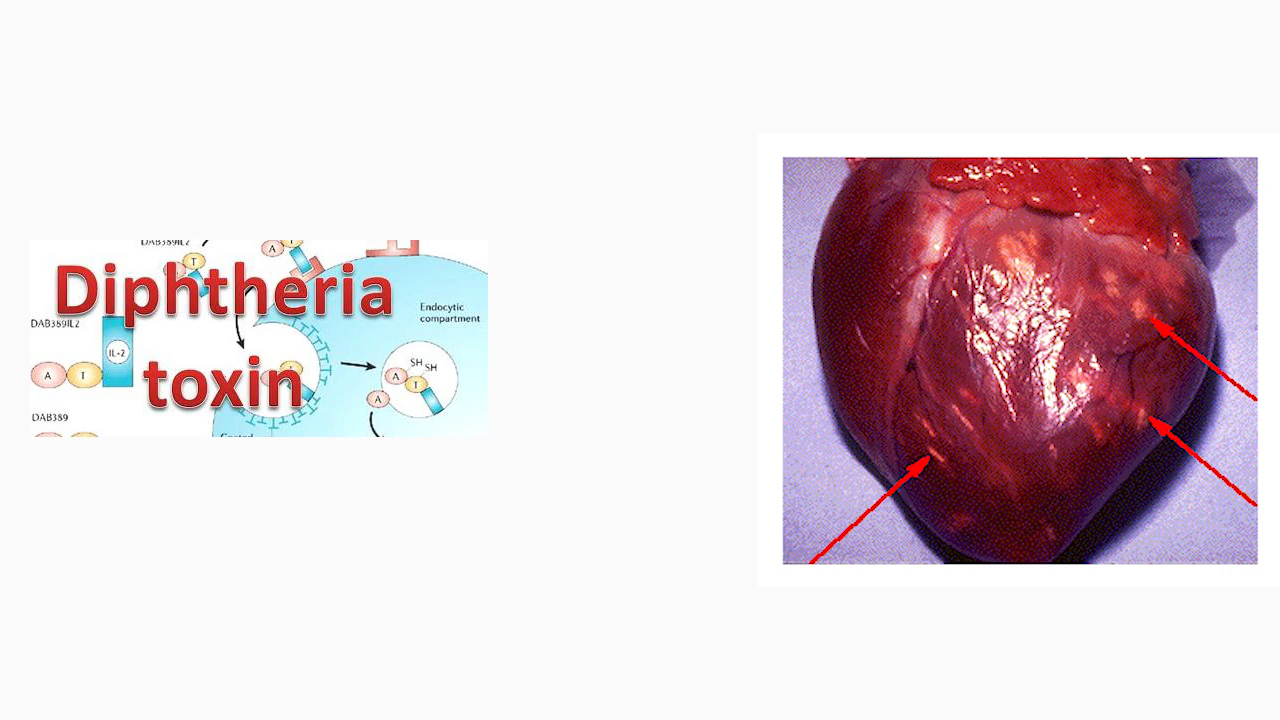 DAB389IL2
Diphtheria
toxin
T
A
T
Endocytic
compartment
DAB389IL2
IL-2
A
T
SH
SH
A
T
A
DAB389